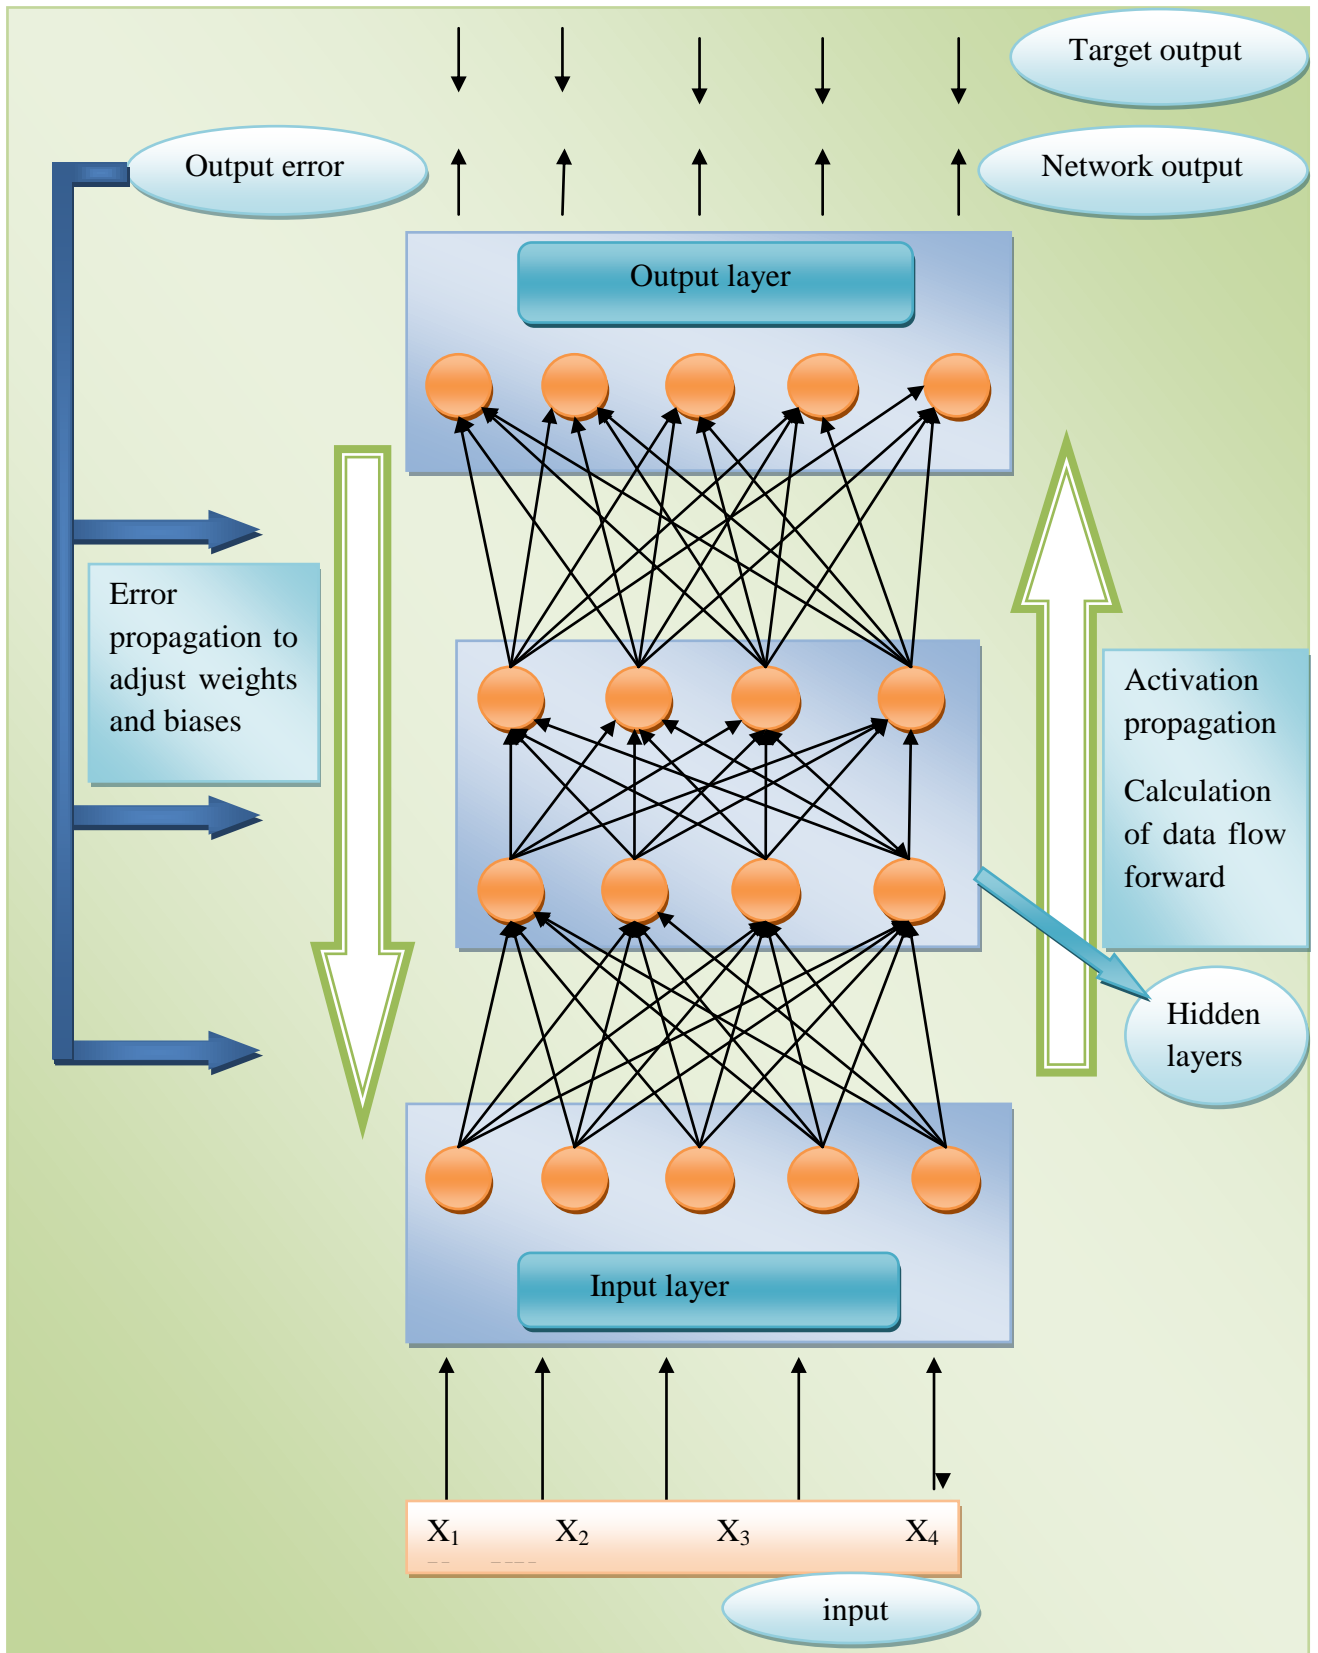 Target output
Output error
Network output
Output layer
Error
propagation to
adjust weights
and biases
Activation
propagation
Calculation
of data flow
forward
Hidden
layers
Input layer
X₁ X₂ X₃ X₄
input